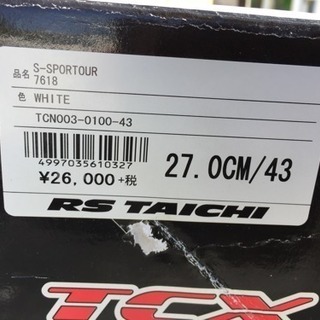 品名 S-SPORTOUR
7618
色 WHITE
TCN003-0100-43
4997035610327
¥26,000+税
27.0CM/43
RS TAICHI
TCX